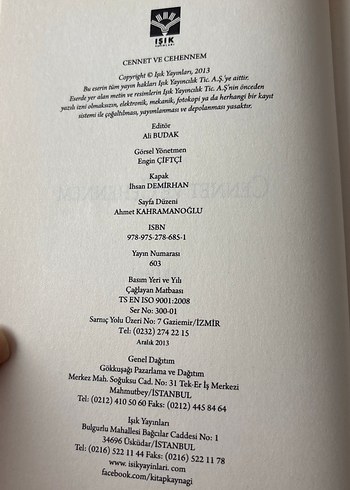 IŞIK
YAYINLARI
CENNET VE CEHENNEM
Copyright © Işık Yayınları, 2013
Bu eserin tüm yayın hakları Işık Yayıncılık Tic. A.Ş.'ye aittir.
Eserde yer alan metin ve resimlerin Işık Yayıncılık Tic. A.Ş'nin önceden
yazılı izni olmaksızın, elektronik, mekanik, fotokopi ya da herhangi bir kayıt
sistemi ile çoğaltılması, yayımlanması ve depolanması yasaktır.
Editör
Ali BUDAK
Görsel Yönetmen
Engin ÇİFTÇİ
Kapak
İhsan DEMİRHAN
Sayfa Düzeni
Ahmet KAHRAMANOĞLU
ISBN
978-975-278-685-1
Yayın Numarası
603
Basım Yeri ve Yılı
Çağlayan Matbaası
TS EN ISO 9001:2008
Ser No: 300-01
Sarnıç Yolu Üzeri No: 7 Gaziemir/İZMİR
Tel: (0232) 274 22 15
Aralık 2013
Genel Dağıtım
Gökkuşağı Pazarlama ve Dağıtım
Merkez Mah. Soğuksu Cad. No: 31 Tek-Er İş Merkezi
Mahmutbey/İSTANBUL
Tel: (0212) 410 50 60 Faks: (0212) 445 84 64
Işık Yayınları
Bulgurlu Mahallesi Bağcılar Caddesi No: 1
34696 Üsküdar/İSTANBUL
Tel: (0216) 522 11 44 Faks: (0216) 522 11 78
www. isikyayinlari. com
facebook.com/kitapkaynagi